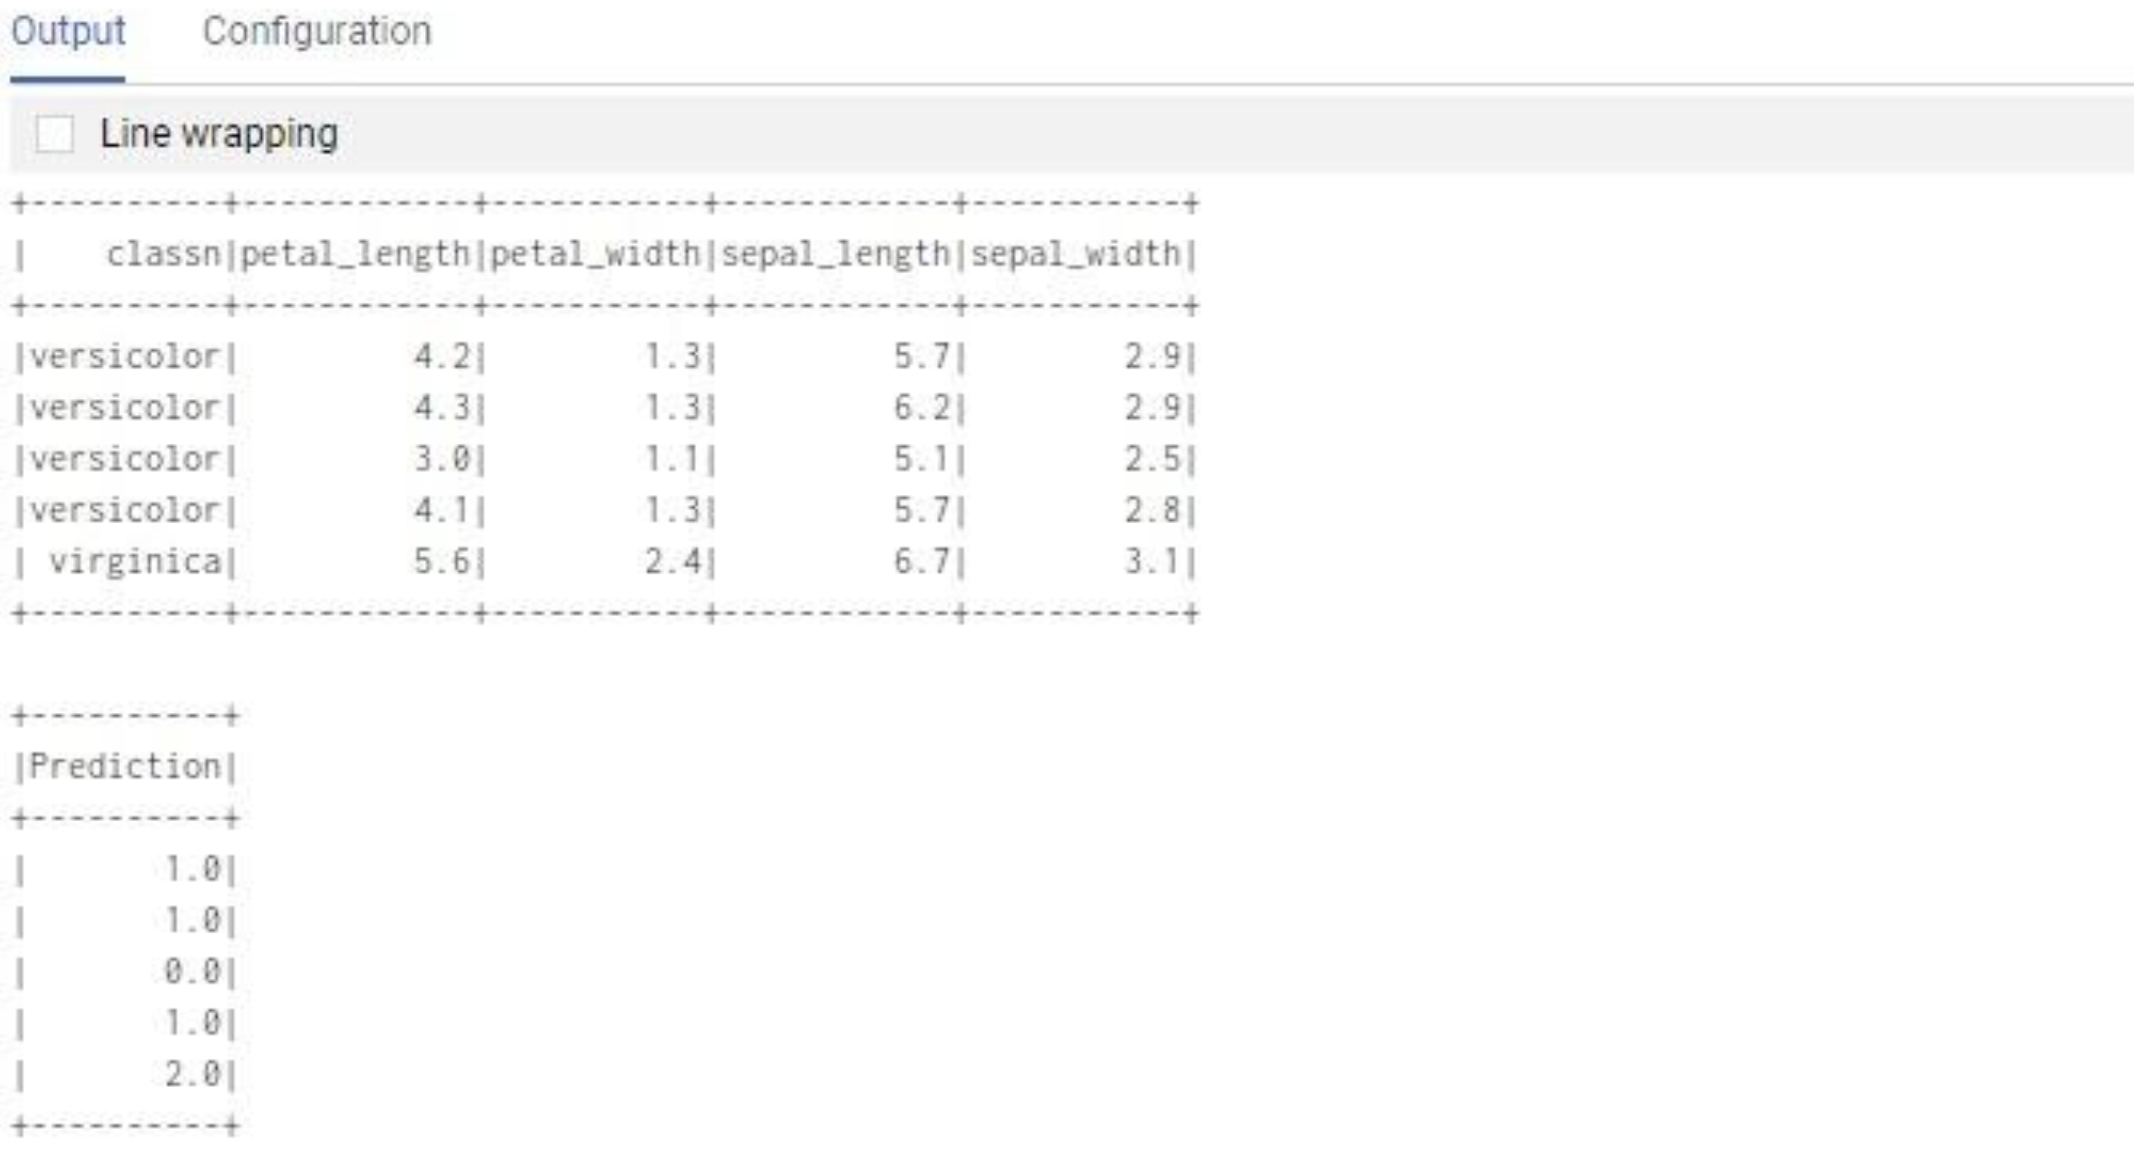 Output Configuration
Line wrapping
+----------+------------+-----------+------------+-----------+
|    classn|petal_length|petal_width|sepal_length|sepal_width|
+----------+------------+-----------+------------+-----------+
|versicolor|         4.2|        1.3|         5.7|        2.9|
|versicolor|         4.3|        1.3|         6.2|        2.9|
|versicolor|         3.0|        1.1|         5.1|        2.5|
|versicolor|         4.1|        1.3|         5.7|        2.8|
| virginica|         5.6|        2.4|         6.7|        3.1|
+----------+------------+-----------+------------+-----------+
+----------+
|Prediction|
+----------+
|       1.0|
|       1.0|
|       0.0|
|       1.0|
|       2.0|
+----------+